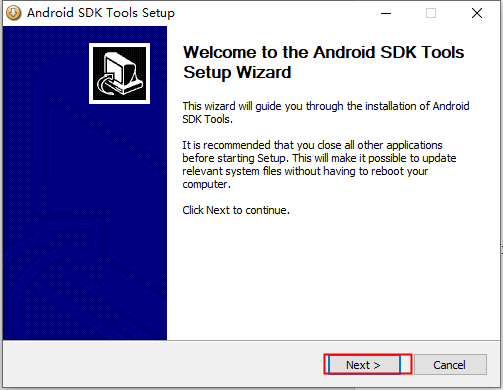 Android SDK Tools Setup
Welcome to the Android SDK Tools
Setup Wizard
This wizard will guide you through the installation of Android
SDK Tools.
It is recommended that you close all other applications
before starting Setup. This will make it possible to update
relevant system files without having to reboot your
computer.
Click Next to continue.
Next >
Cancel